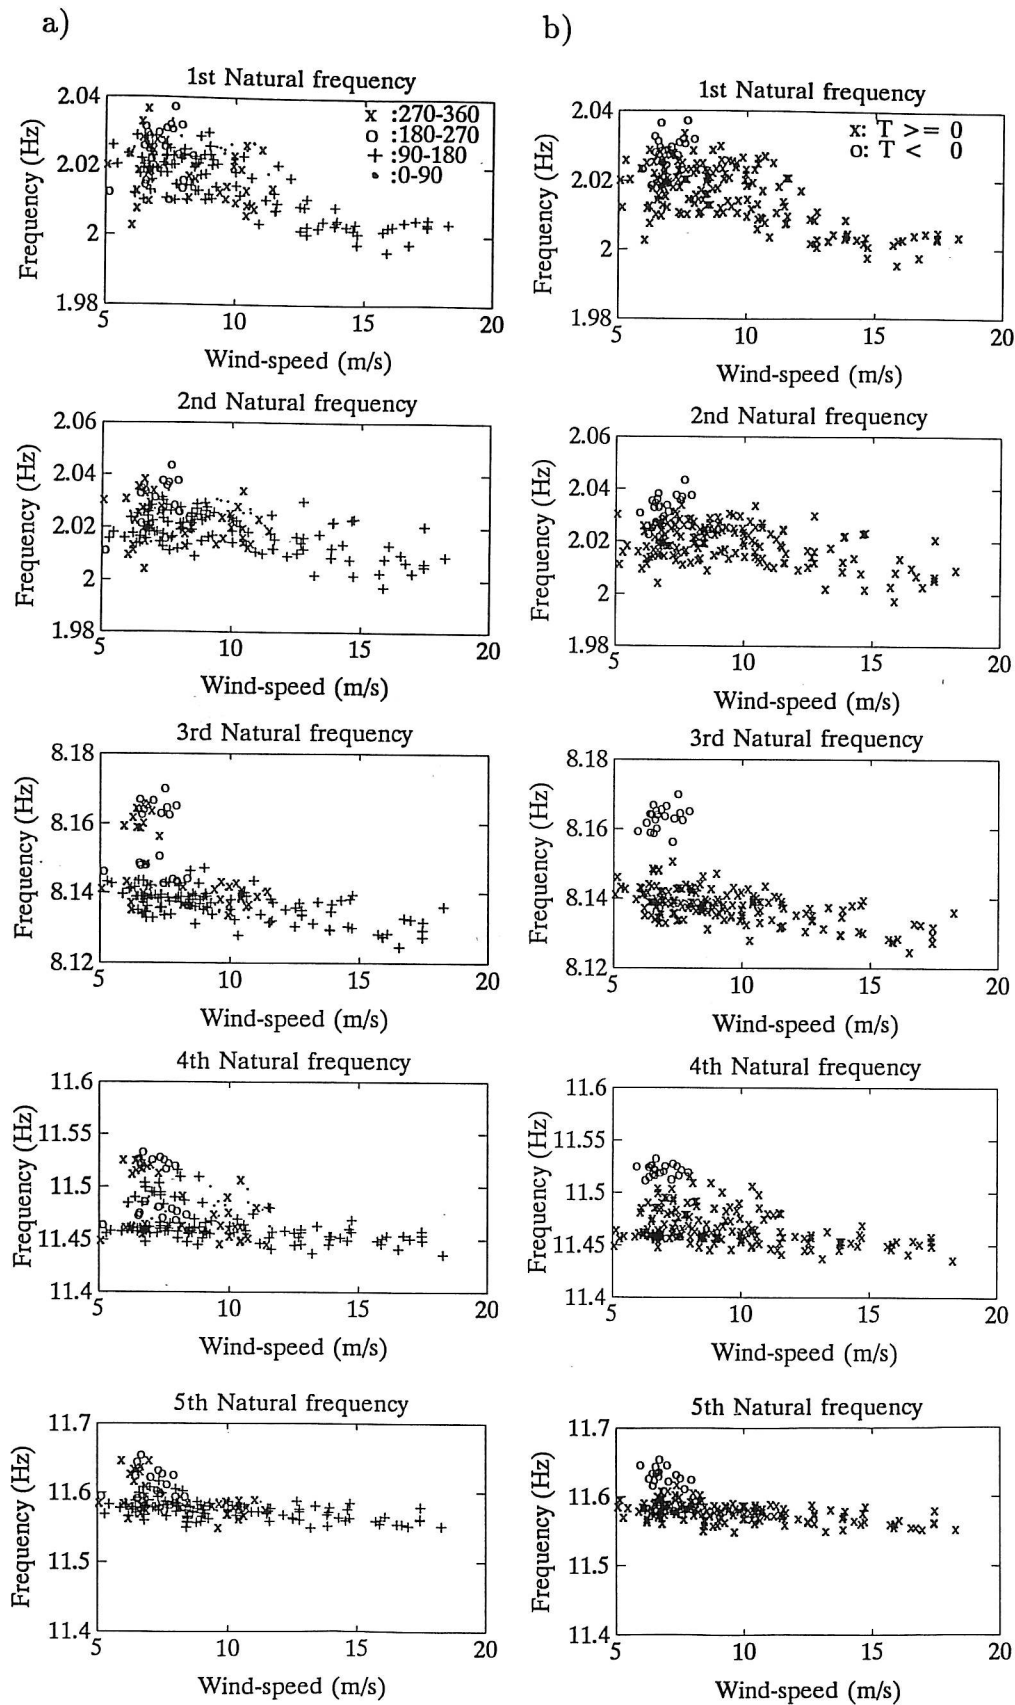 a)
1st Natural frequency
Frequency (Hz)
2.04
2.02
2
1.98
x :270-360
o :180-270
+ :90-180
• :0-90
5 10 15 20
Wind-speed (m/s)
2nd Natural frequency
Frequency (Hz)
2.06
2.04
2.02
2
1.98
5 10 15 20
Wind-speed (m/s)
3rd Natural frequency
Frequency (Hz)
8.18
8.16
8.14
8.12
5 10 15 20
Wind-speed (m/s)
4th Natural frequency
Frequency (Hz)
11.6
11.55
11.5
11.45
11.4
5 10 15 20
Wind-speed (m/s)
5th Natural frequency
Frequency (Hz)
11.7
11.6
11.5
11.4
5 10 15 20
Wind-speed (m/s)
b)
1st Natural frequency
Frequency (Hz)
2.04
2.02
2
1.98
x: T >= 0
o: T < 0
5 10 15 20
Wind-speed (m/s)
2nd Natural frequency
Frequency (Hz)
2.06
2.04
2.02
2
1.98
5 10 15 20
Wind-speed (m/s)
3rd Natural frequency
Frequency (Hz)
8.18
8.16
8.14
8.12
5 10 15 20
Wind-speed (m/s)
4th Natural frequency
Frequency (Hz)
11.6
11.55
11.5
11.45
11.4
5 10 15 20
Wind-speed (m/s)
5th Natural frequency
Frequency (Hz)
11.7
11.6
11.5
11.4
5 10 15 20
Wind-speed (m/s)